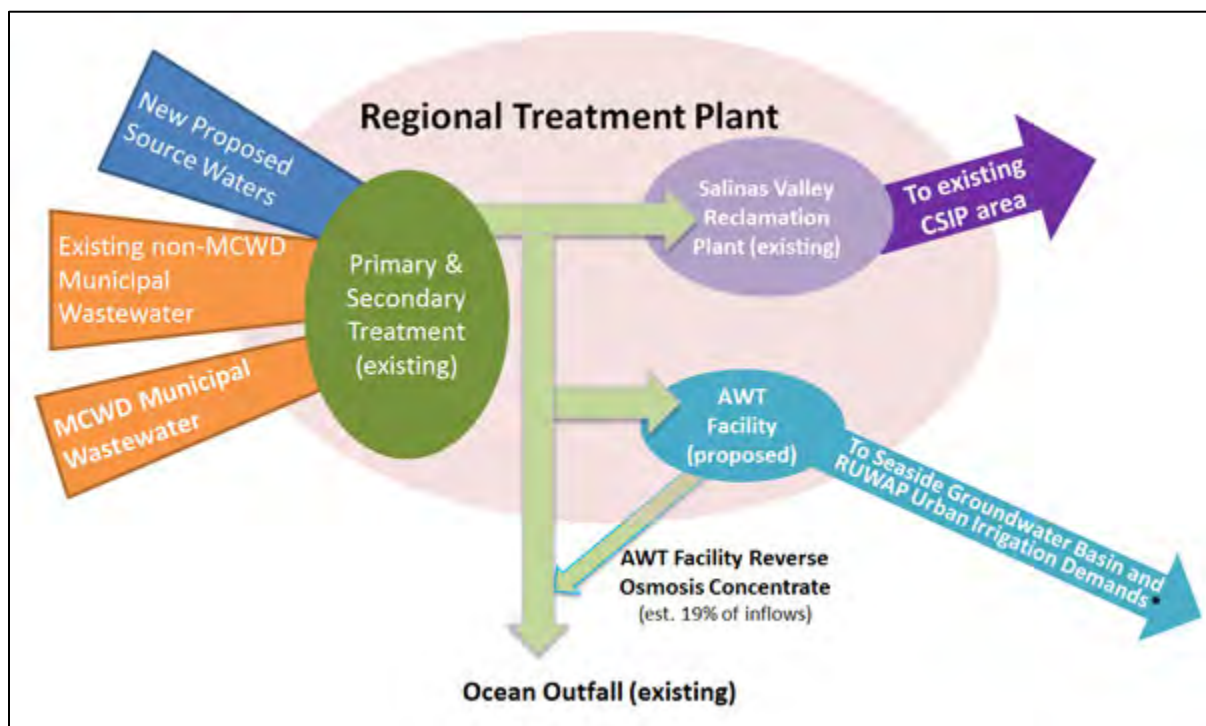 Regional Treatment Plant
New Proposed
Source Waters
Existing non-MCWD
Municipal
Wastewater
MCWD Municipal
Wastewater
Primary &
Secondary
Treatment
(existing)
Salinas Valley
Reclamation
Plant (existing)
To existing
CSIP area
AWT
Facility
(proposed)
To Seaside Groundwater Basin and
RUWAP Urban Irrigation Demands*
AWT Facility Reverse
Osmosis Concentrate
(est. 19% of inflows)
Ocean Outfall (existing)